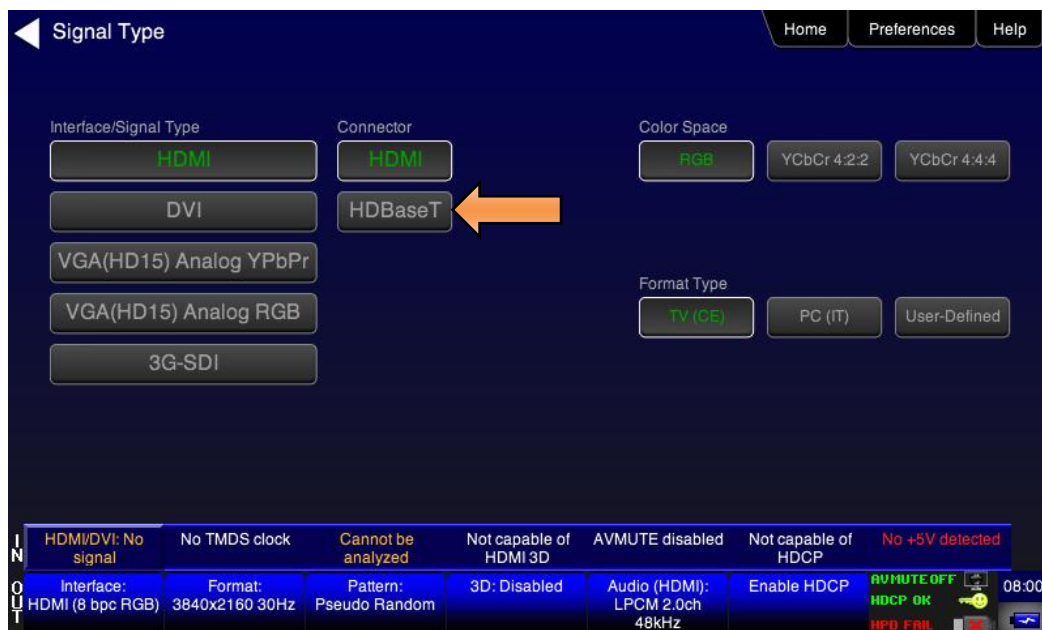 Signal Type
Home
Preferences
Help
Interface/Signal Type
Connector
Color Space
HDMI
HDMI
RGB
YCbCr 4:2:2
YCbCr 4:4:4
DVI
HDBaseT
VGA(HD15) Analog YPbPr
Format Type
VGA(HD15) Analog RGB
TV (CE)
PC (IT)
User-Defined
3G-SDI
IN
HDMI/DVI: No
signal
No TMDS clock
Cannot be
analyzed
Not capable of
HDMI 3D
AVMUTE disabled
Not capable of
HDCP
No +5V detected
OUT
Interface:
HDMI (8 bpc RGB)
Format:
3840x2160 30Hz
Pattern:
Pseudo Random
3D: Disabled
Audio (HDMI):
LPCM 2.0ch
48kHz
Enable HDCP
AVMUTE OFF
HDCP OK
HPD FAIL
08:00